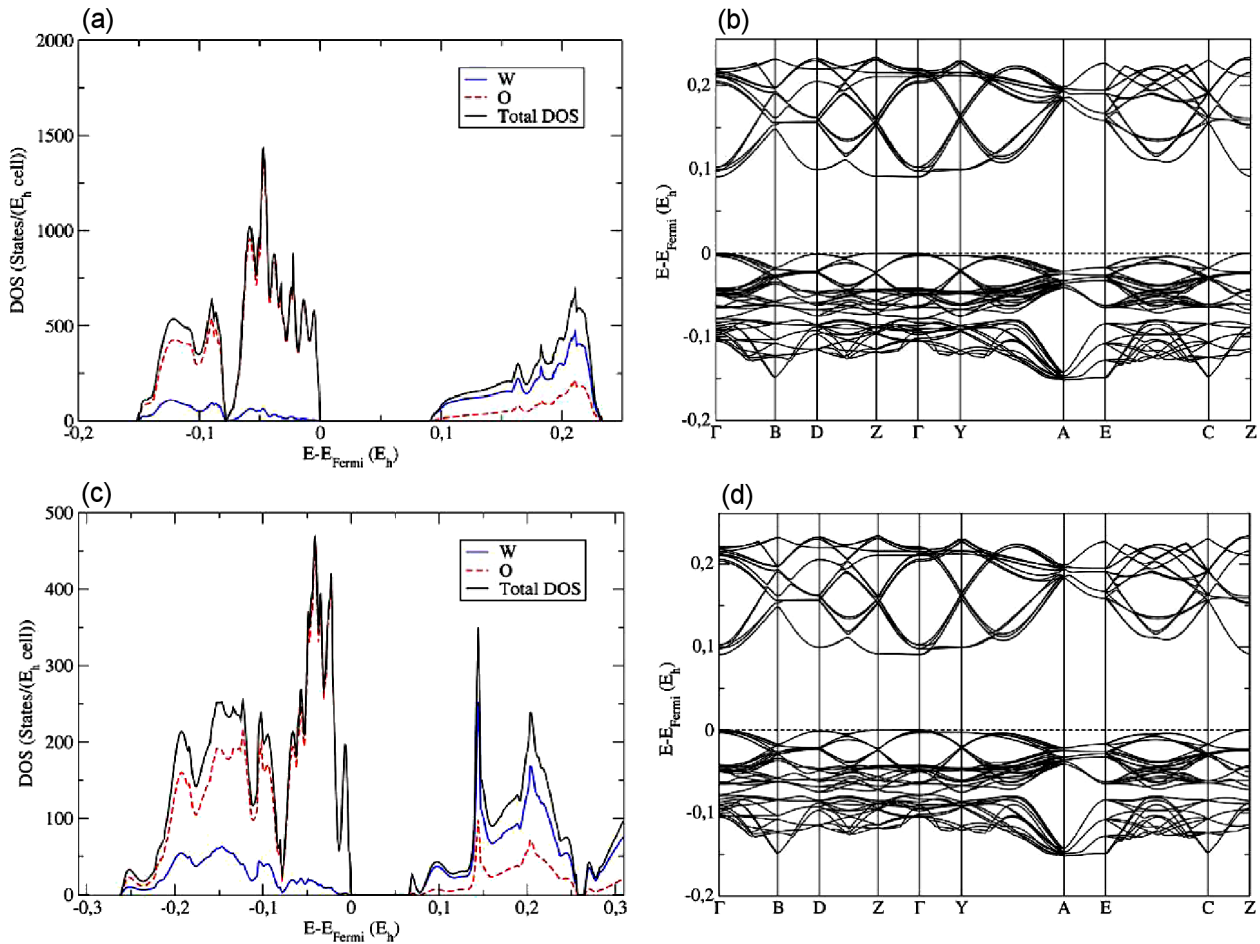 (a)
2000
1500
1000
500
0
DOS (States/(Eh cell))
W
O
Total DOS
-0,2 -0,1 0 0,1 0,2
E-EFermi (Eh)
(b)
0,2
0,1
0
-0,1
-0,2
E-EFermi (Eh)
Γ B D Z Γ Y A E C Z
(c)
500
400
300
200
100
0
DOS (States/(Eh cell))
W
O
Total DOS
-0,3 -0,2 -0,1 0 0,1 0,2 0,3
E-EFermi (Eh)
(d)
0,2
0,1
0
-0,1
-0,2
E-EFermi (Eh)
Γ B D Z Γ Y A E C Z